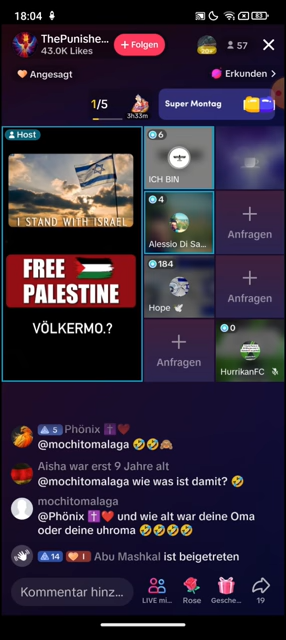 18:04
83
ThePunishe...
43.0K Likes
+ Folgen
57
Angesagt
Erkunden >
1/5
3h33m
Super Montag
Host
I STAND WITH ISRAEL
FREE
PALESTINE
VÖLKERMO.?
6
ICH BIN
4
Alessio Di Sa...
Anfragen
184
Hope 🕊
Anfragen
Anfragen
0
HurrikanFC
5 Phönix ✝️❤️
@mochitomalaga 🤣🤣🙈
Aisha war erst 9 Jahre alt
@mochitomalaga wie was ist damit? 🤣
mochitomalaga
@Phönix ✝️❤️ und wie alt war deine Oma
oder deine uhroma 🤣🤣🤣🤣
14 I Abu Mashkal ist beigetreten
Kommentar hinz...
LIVE mi...
Rose
Gesche...
19